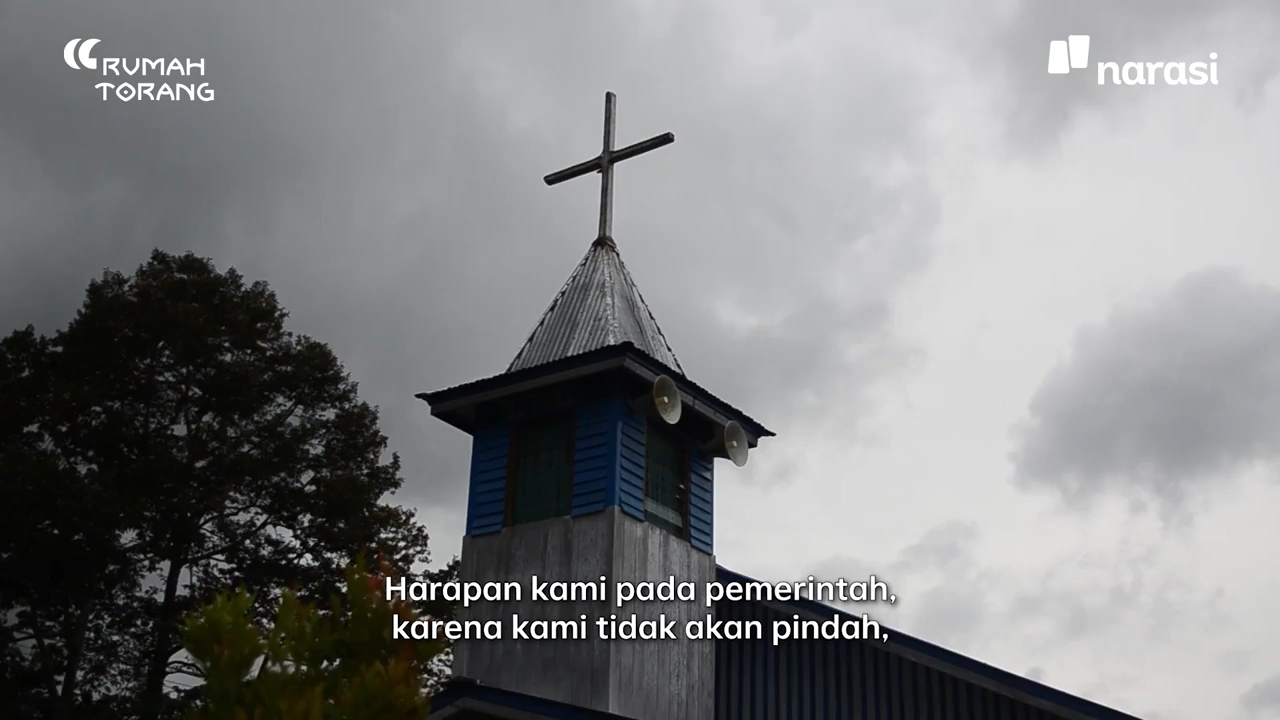 RUMAH
TORANG
narasi
Harapan kami pada pemerintah,
karena kami tidak akan pindah,